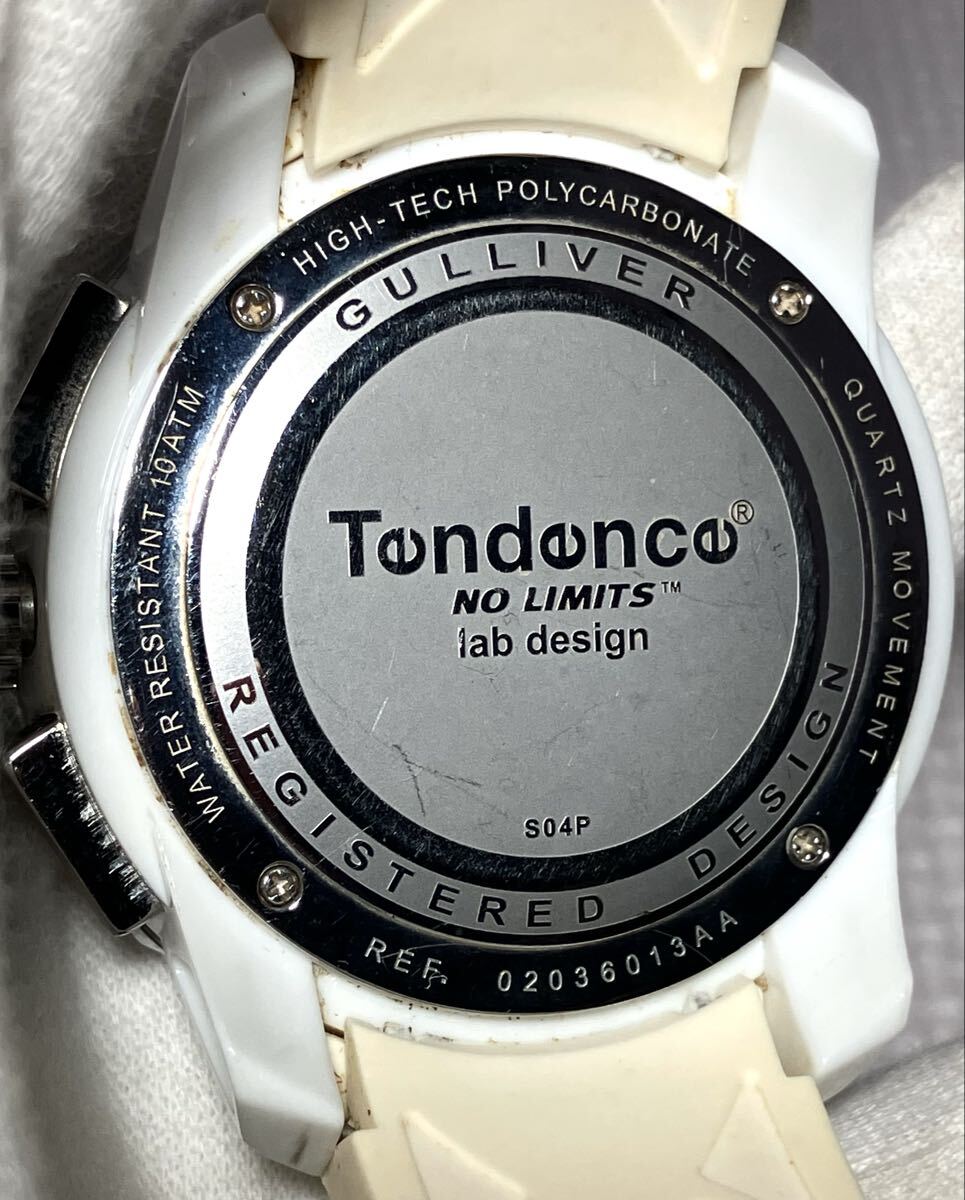 HIGH-TECH POLYCARBONATE
QUARTZ MOVEMENT
WATER RESISTANT 10ATM
GULLIVER
Tendence®
NO LIMITS™
lab design
S04P
REGISTERED DESIGN
REF. 02036013AA